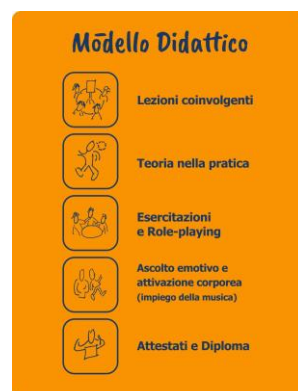 Modello Didattico
Lezioni coinvolgenti
Teoria nella pratica
Esercitazioni
e Role-playing
Ascolto emotivo e
attivazione corporea
(impiego della musica)
Attestati e Diploma